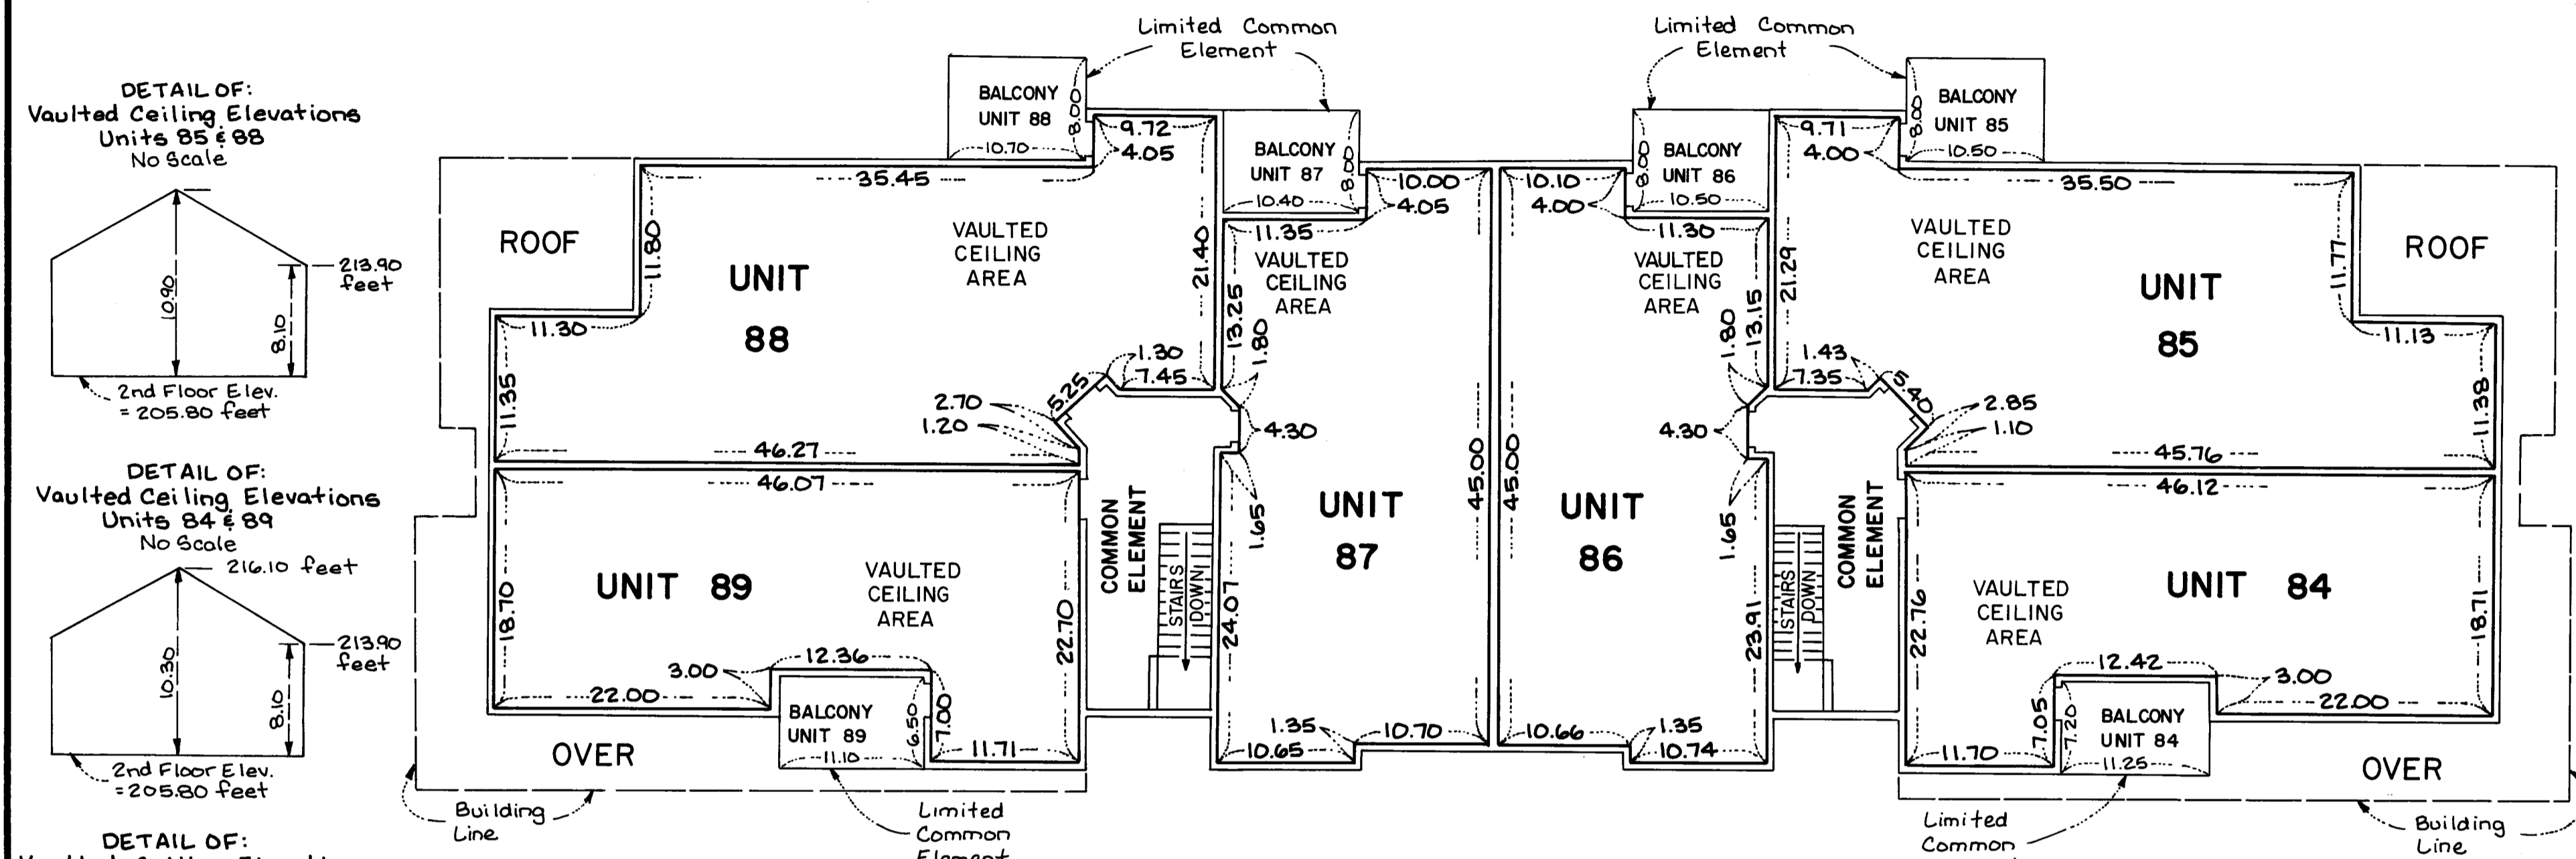 DETAIL OF:
Vaulted Ceiling Elevations
Units 85 & 88
No Scale
213.90
feet
10.90
8.10
2nd Floor Elev.
= 205.80 feet
DETAIL OF:
Vaulted Ceiling Elevations
Units 84 & 89
No Scale
216.10 feet
213.90
feet
10.30
8.10
2nd Floor Elev.
=205.80 feet
DETAIL OF:
Limited Common
Element
Limited Common
Element
BALCONY
UNIT 88
8.00
10.70
9.72
4.05
35.45
ROOF
11.80
UNIT
88
VAULTED
CEILING
AREA
21.40
11.30
11.35
1.30
7.45
5.25
2.70
1.20
46.27
BALCONY
UNIT 87
8.00
10.40
10.00
4.05
11.35
VAULTED
CEILING
AREA
13.25
1.80
4.30
1.65
UNIT
87
45.00
24.07
1.35
10.65
10.70
BALCONY
UNIT 86
8.00
10.50
10.10
4.00
11.30
VAULTED
CEILING
AREA
13.15
1.80
4.30
1.65
45.00
UNIT
86
23.91
10.66
1.35
10.74
BALCONY
UNIT 85
8.00
10.50
9.71
4.00
35.50
VAULTED
CEILING
AREA
21.29
UNIT
85
11.77
ROOF
11.13
11.38
1.43
7.35
5.40
2.85
1.10
45.76
46.07
18.70
UNIT 89
VAULTED
CEILING
AREA
22.70
12.36
3.00
22.00
BALCONY
UNIT 89
6.50
11.10
7.00
11.71
OVER
COMMON
ELEMENT
STAIRS
DOWN
STAIRS
DOWN
COMMON
ELEMENT
46.12
22.76
VAULTED
CEILING
AREA
UNIT 84
18.71
12.42
3.00
22.00
7.05
7.20
BALCONY
UNIT 84
11.25
11.70
OVER
Building
Line
Limited
Common
Element
Limited
Common
Building
Line